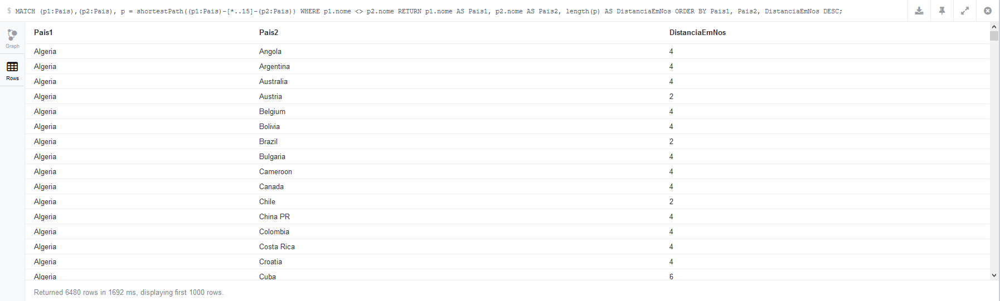 $ MATCH (p1:Pais),(p2:Pais), p = shortestPath((p1:Pais)-[*..15]-(p2:Pais)) WHERE p1.nome <> p2.nome RETURN p1.nome AS Pais1, p2.nome AS Pais2, length(p) AS DistanciaEmNos ORDER BY Pais1, Pais2, DistanciaEmNos DESC;
Graph
Rows
Pais1 Pais2 DistanciaEmNos
Algeria Angola 4
Algeria Argentina 4
Algeria Australia 4
Algeria Austria 2
Algeria Belgium 4
Algeria Bolivia 4
Algeria Brazil 2
Algeria Bulgaria 4
Algeria Cameroon 4
Algeria Canada 4
Algeria Chile 2
Algeria China PR 4
Algeria Colombia 4
Algeria Costa Rica 4
Algeria Croatia 4
Algeria Cuba 6
Returned 6480 rows in 1692 ms, displaying first 1000 rows.